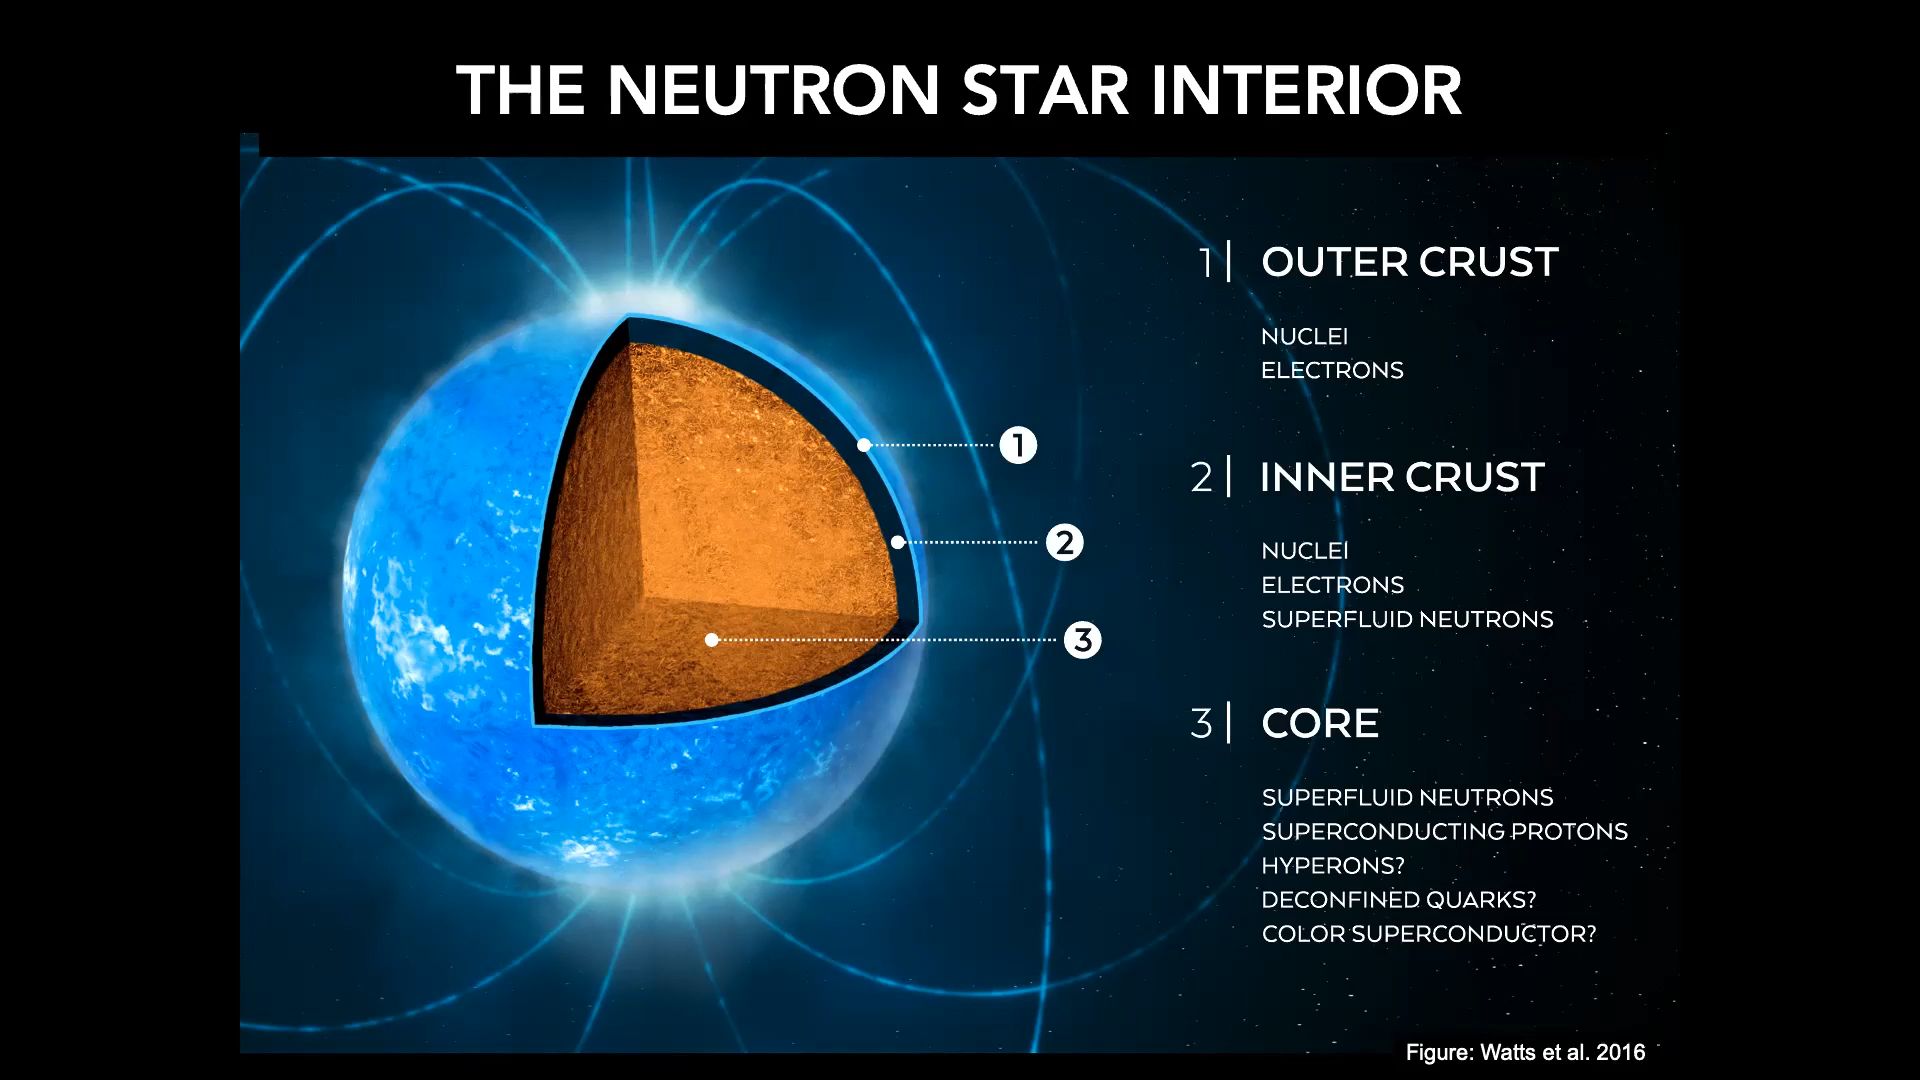 THE NEUTRON STAR INTERIOR
1 | OUTER CRUST
NUCLEI
ELECTRONS
1
2 | INNER CRUST
2
NUCLEI
ELECTRONS
SUPERFLUID NEUTRONS
3
3 | CORE
SUPERFLUID NEUTRONS
SUPERCONDUCTING PROTONS
HYPERONS?
DECONFINED QUARKS?
COLOR SUPERCONDUCTOR?
Figure: Watts et al. 2016